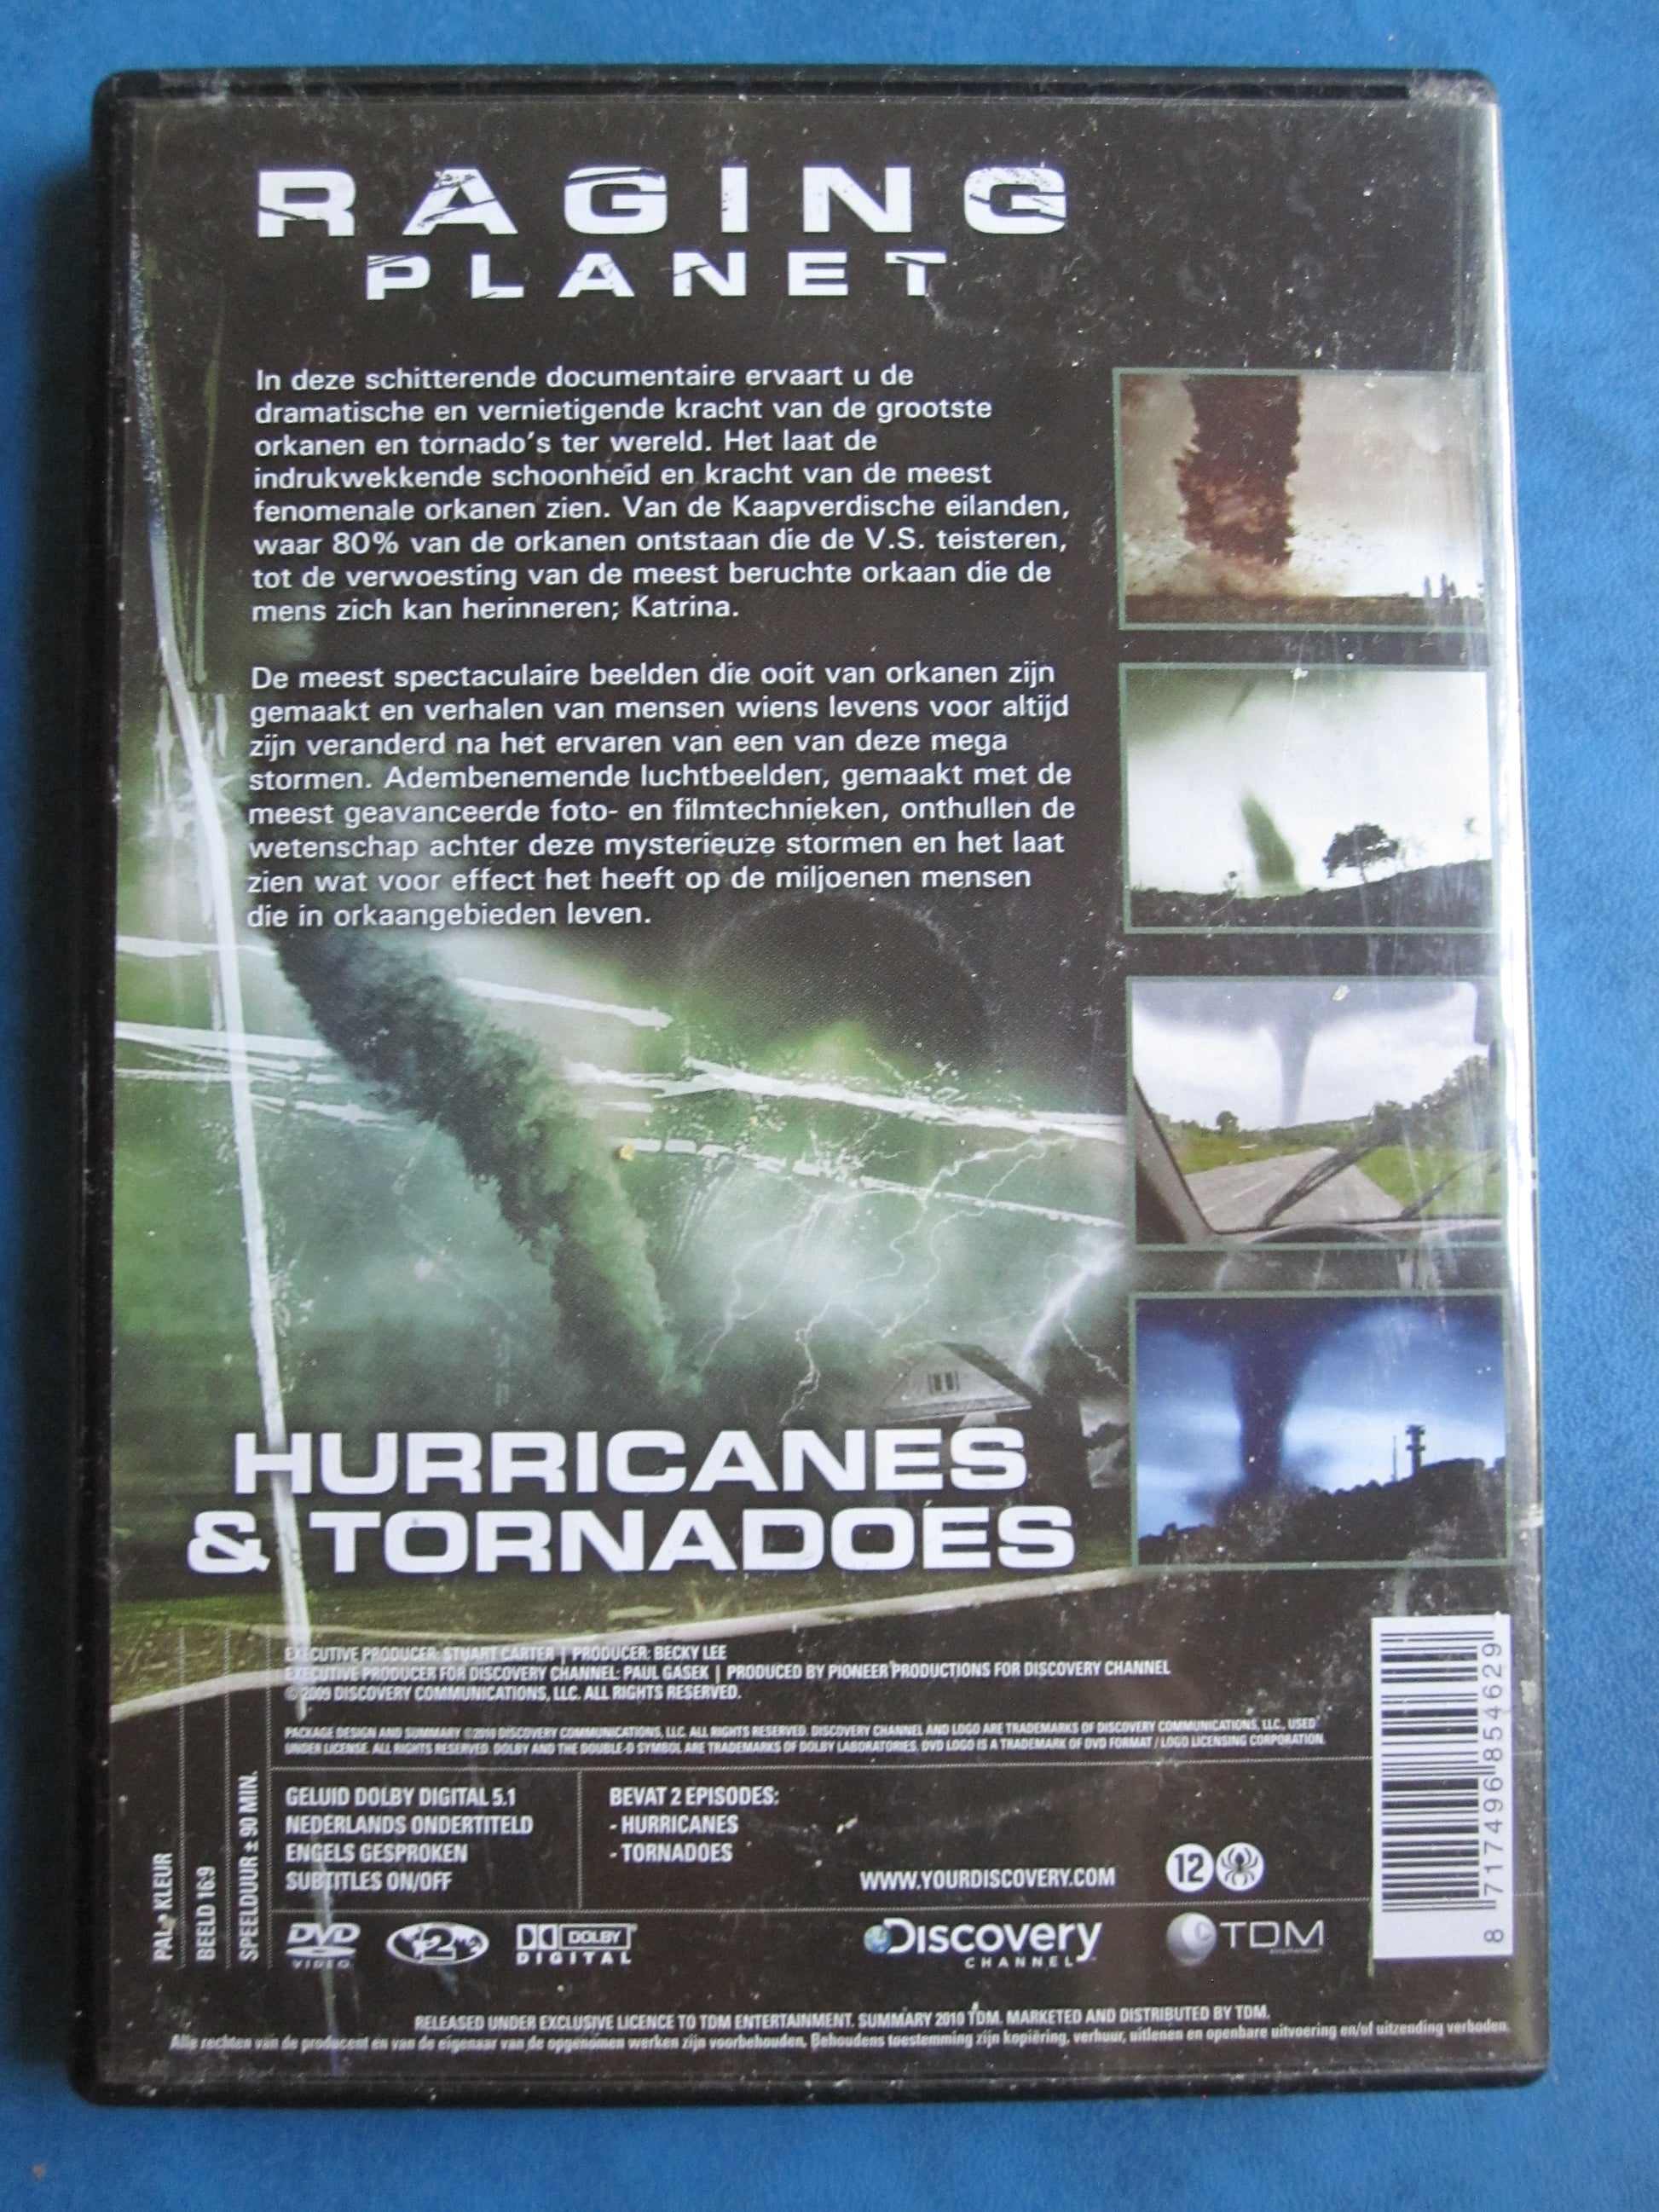 RAGING
PLANET
In deze schitterende documentaire ervaart u de
dramatische en vernietigende kracht van de grootste
orkanen en tornado's ter wereld. Het laat de
indrukwekkende schoonheid en kracht van de meest
fenomenale orkanen zien. Van de Kaapverdische eilanden,
waar 80% van de orkanen ontstaan die de V.S. teisteren,
tot de verwoesting van de meest beruchte orkaan die de
mens zich kan herinneren; Katrina.
De meest spectaculaire beelden die ooit van orkanen zijn
gemaakt en verhalen van mensen wiens levens voor altijd
zijn veranderd na het ervaren van een van deze mega
stormen. Adembenemende luchtbeelden, gemaakt met de
meest geavanceerde foto- en filmtechnieken, onthullen de
wetenschap achter deze mysterieuze stormen en het laat
zien wat voor effect het heeft op de miljoenen mensen
die in orkaangebieden leven.
HURRICANES
& TORNADOES
EXECUTIVE PRODUCER: STUART CARTER | PRODUCER: BECKY LEE
EXECUTIVE PRODUCER FOR DISCOVERY CHANNEL: PAUL GASEK | PRODUCED BY PIONEER PRODUCTIONS FOR DISCOVERY CHANNEL
© 2009 DISCOVERY COMMUNICATIONS, LLC. ALL RIGHTS RESERVED.
PACKAGE DESIGN AND SUMMARY ©2010 DISCOVERY COMMUNICATIONS, LLC. ALL RIGHTS RESERVED. DISCOVERY CHANNEL AND LOGO ARE TRADEMARKS OF DISCOVERY COMMUNICATIONS, LLC., USED
UNDER LICENSE. ALL RIGHTS RESERVED. DOLBY AND THE DOUBLE-D SYMBOL ARE TRADEMARKS OF DOLBY LABORATORIES. DVD LOGO IS A TRADEMARK OF DVD FORMAT / LOGO LICENSING CORPORATION.
PAL • KLEUR
BEELD 16:9
SPEELDUUR ± 90 MIN.
GELUID DOLBY DIGITAL 5.1
NEDERLANDS ONDERTITELD
ENGELS GESPROKEN
SUBTITLES ON/OFF
BEVAT 2 EPISODES:
- HURRICANES
- TORNADOES
WWW.YOURDISCOVERY.COM
12
8 717496 854629
DVD
VIDEO
2
DOLBY
DIGITAL
Discovery
CHANNEL
TDM
RELEASED UNDER EXCLUSIVE LICENCE TO TDM ENTERTAINMENT. SUMMARY 2010 TDM. MARKETED AND DISTRIBUTED BY TDM.
Alle rechten van de producent en van de eigenaar van de opgenomen werken zijn voorbehouden. Behoudens toestemming zijn kopiëring, verhuur, uitlenen en openbare uitvoering en/of uitzending verboden.